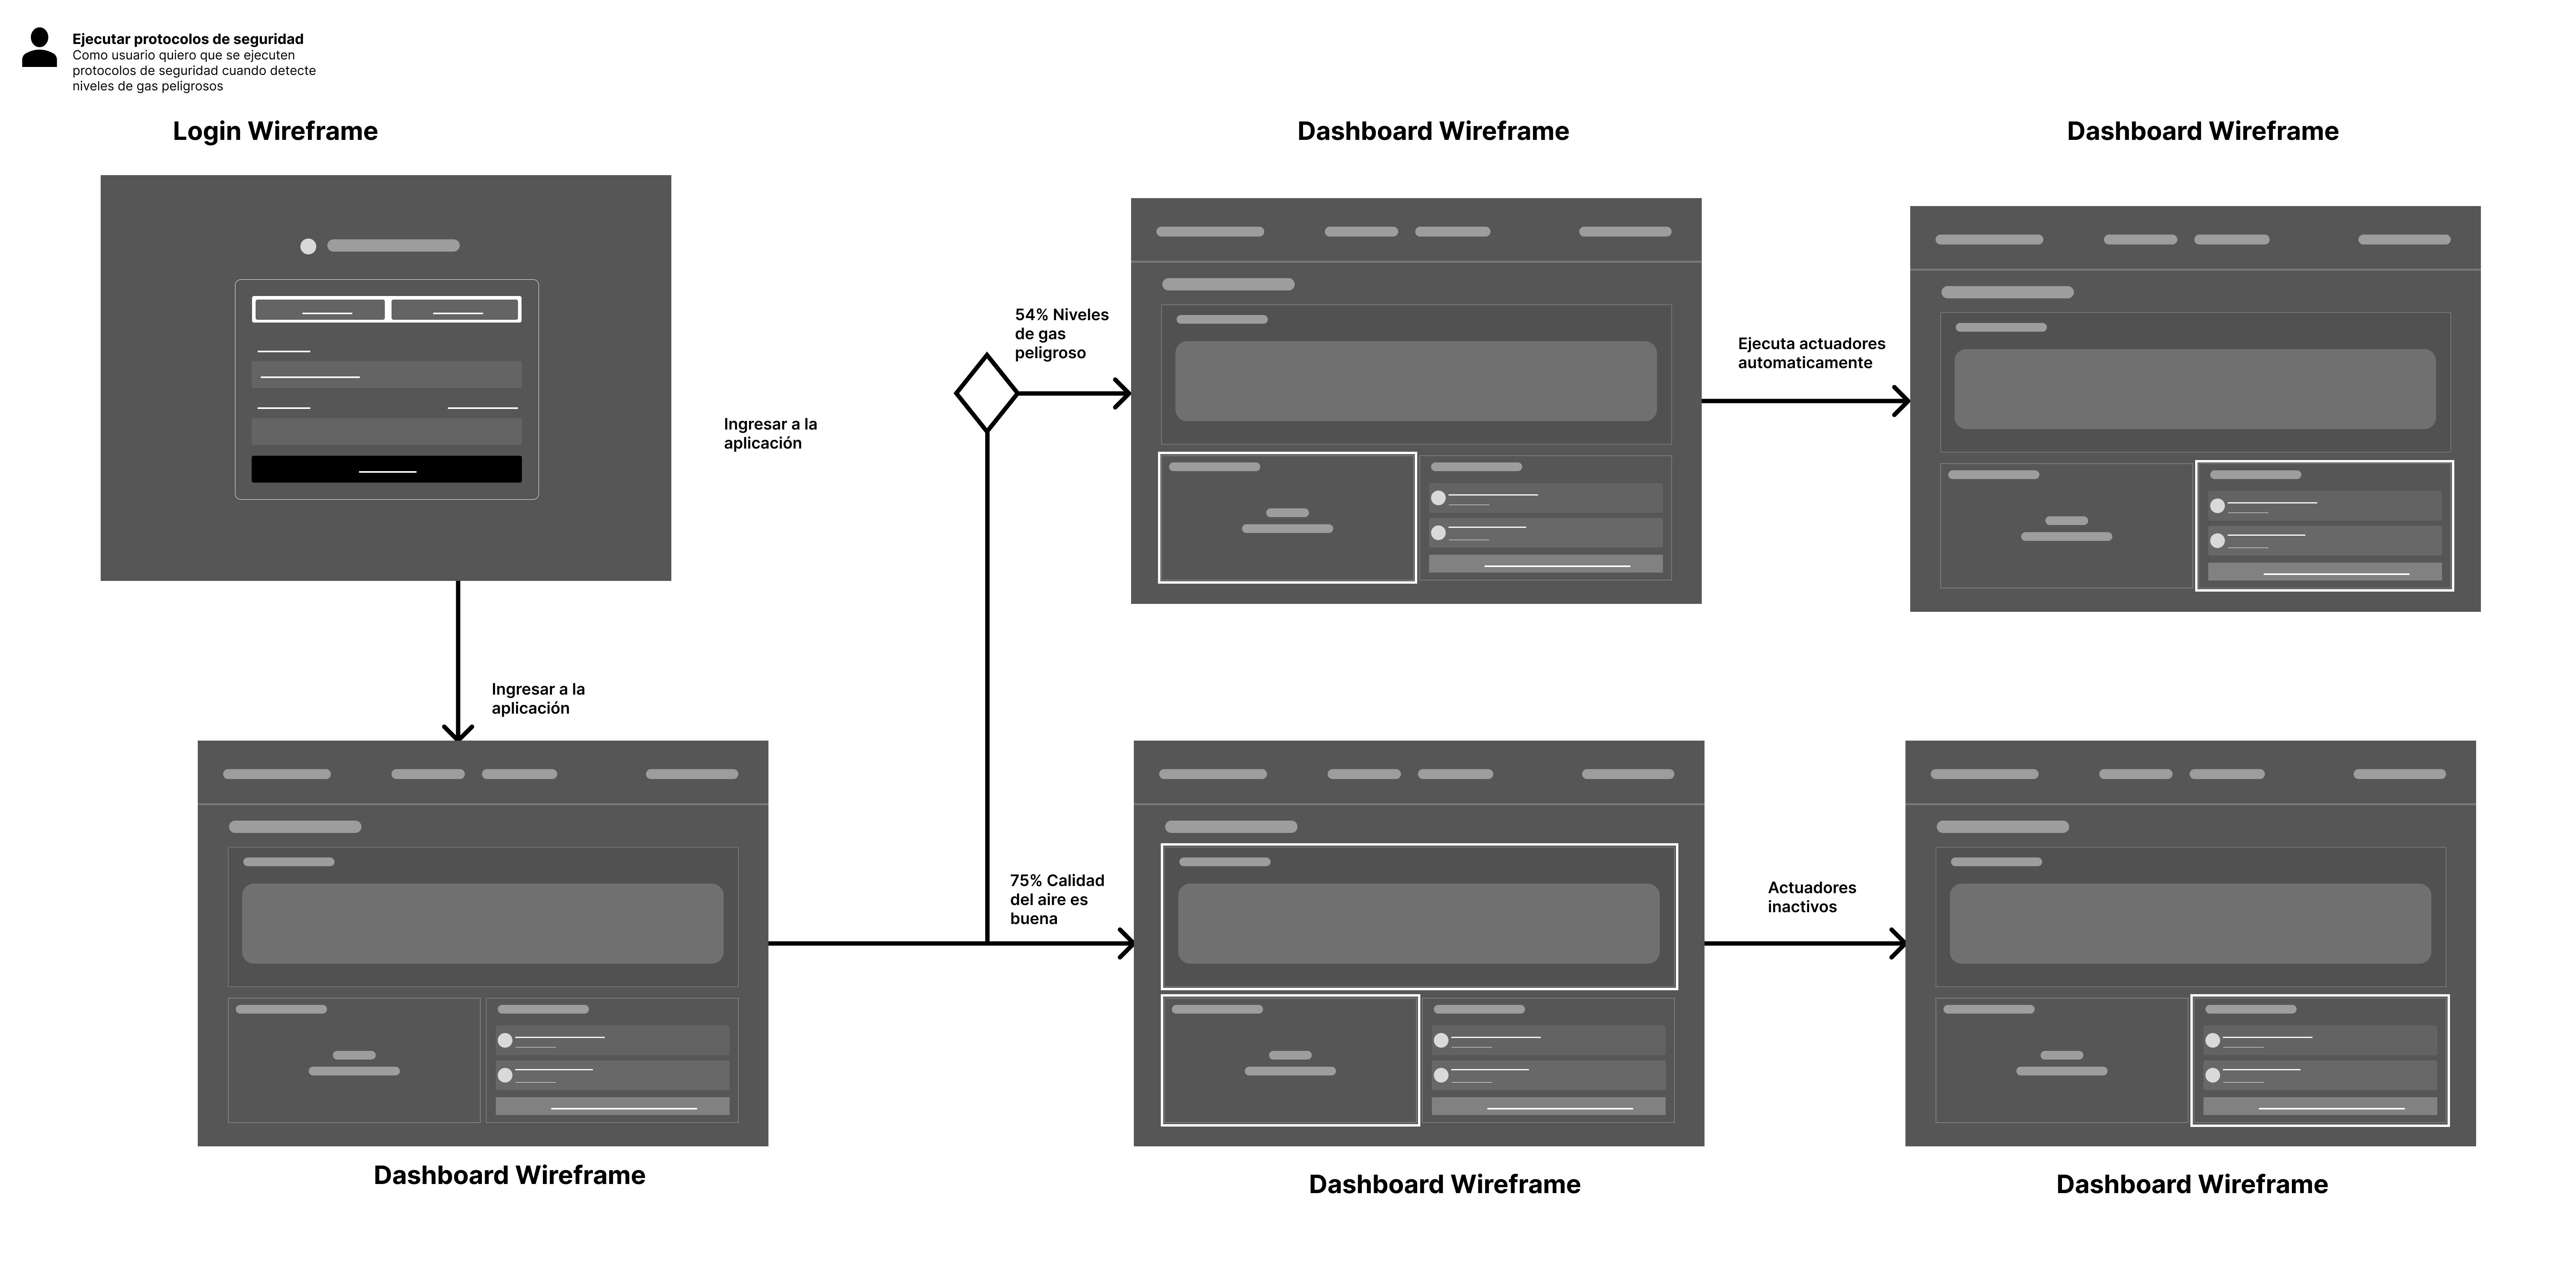 Ejecutar protocolos de seguridad
Como usuario quiero que se ejecuten
protocolos de seguridad cuando detecte
niveles de gas peligrosos
Login Wireframe
Dashboard Wireframe
Dashboard Wireframe
54% Niveles
de gas
peligroso
Ejecuta actuadores
automaticamente
Ingresar a la
aplicación
Ingresar a la
aplicación
75% Calidad
del aire es
buena
Actuadores
inactivos
Dashboard Wireframe
Dashboard Wireframe
Dashboard Wireframe